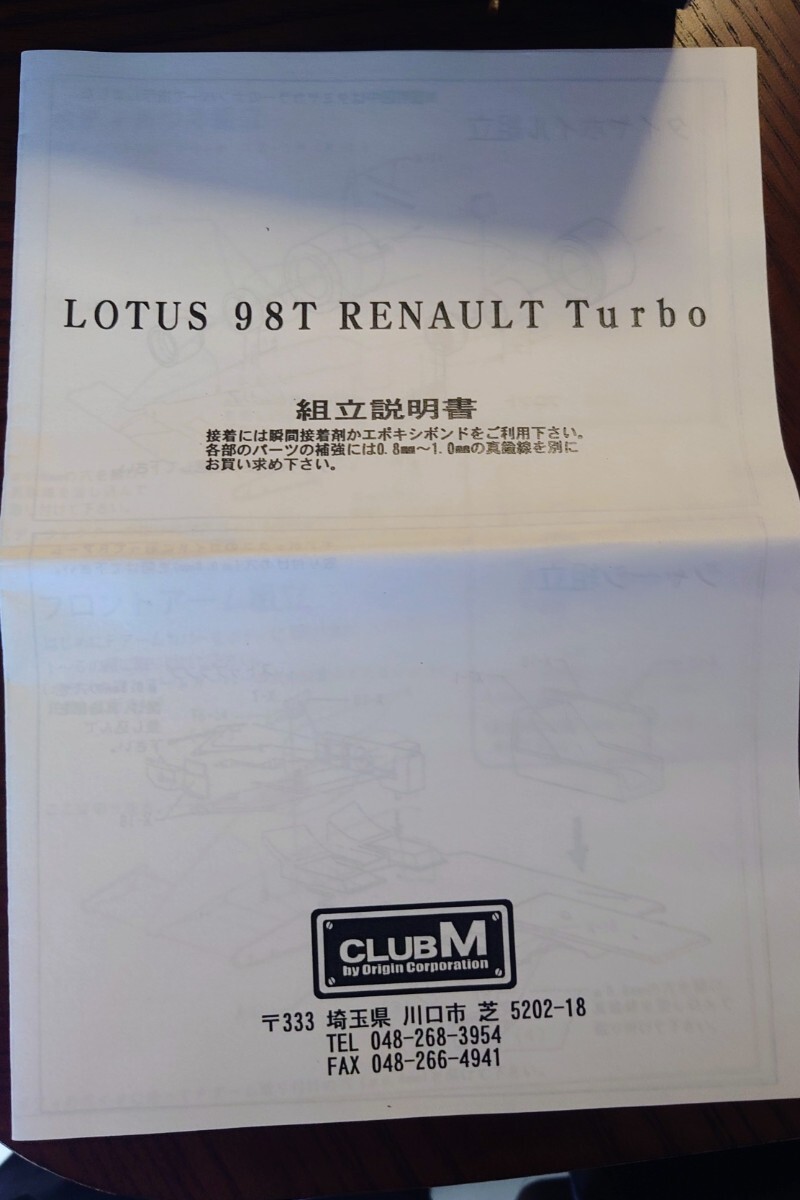 LOTUS 98T RENAULT Turbo
組立説明書
接着には瞬間接着剤かエポキシボンドをご利用下さい。
各部のパーツの補強には0.8㎜～1.0㎜の真鍮線を別に
お買い求め下さい。
CLUB M
by Origin Corporation
〒333 埼玉県 川口市 芝 5202-18
TEL 048-268-3954
FAX 048-266-4941